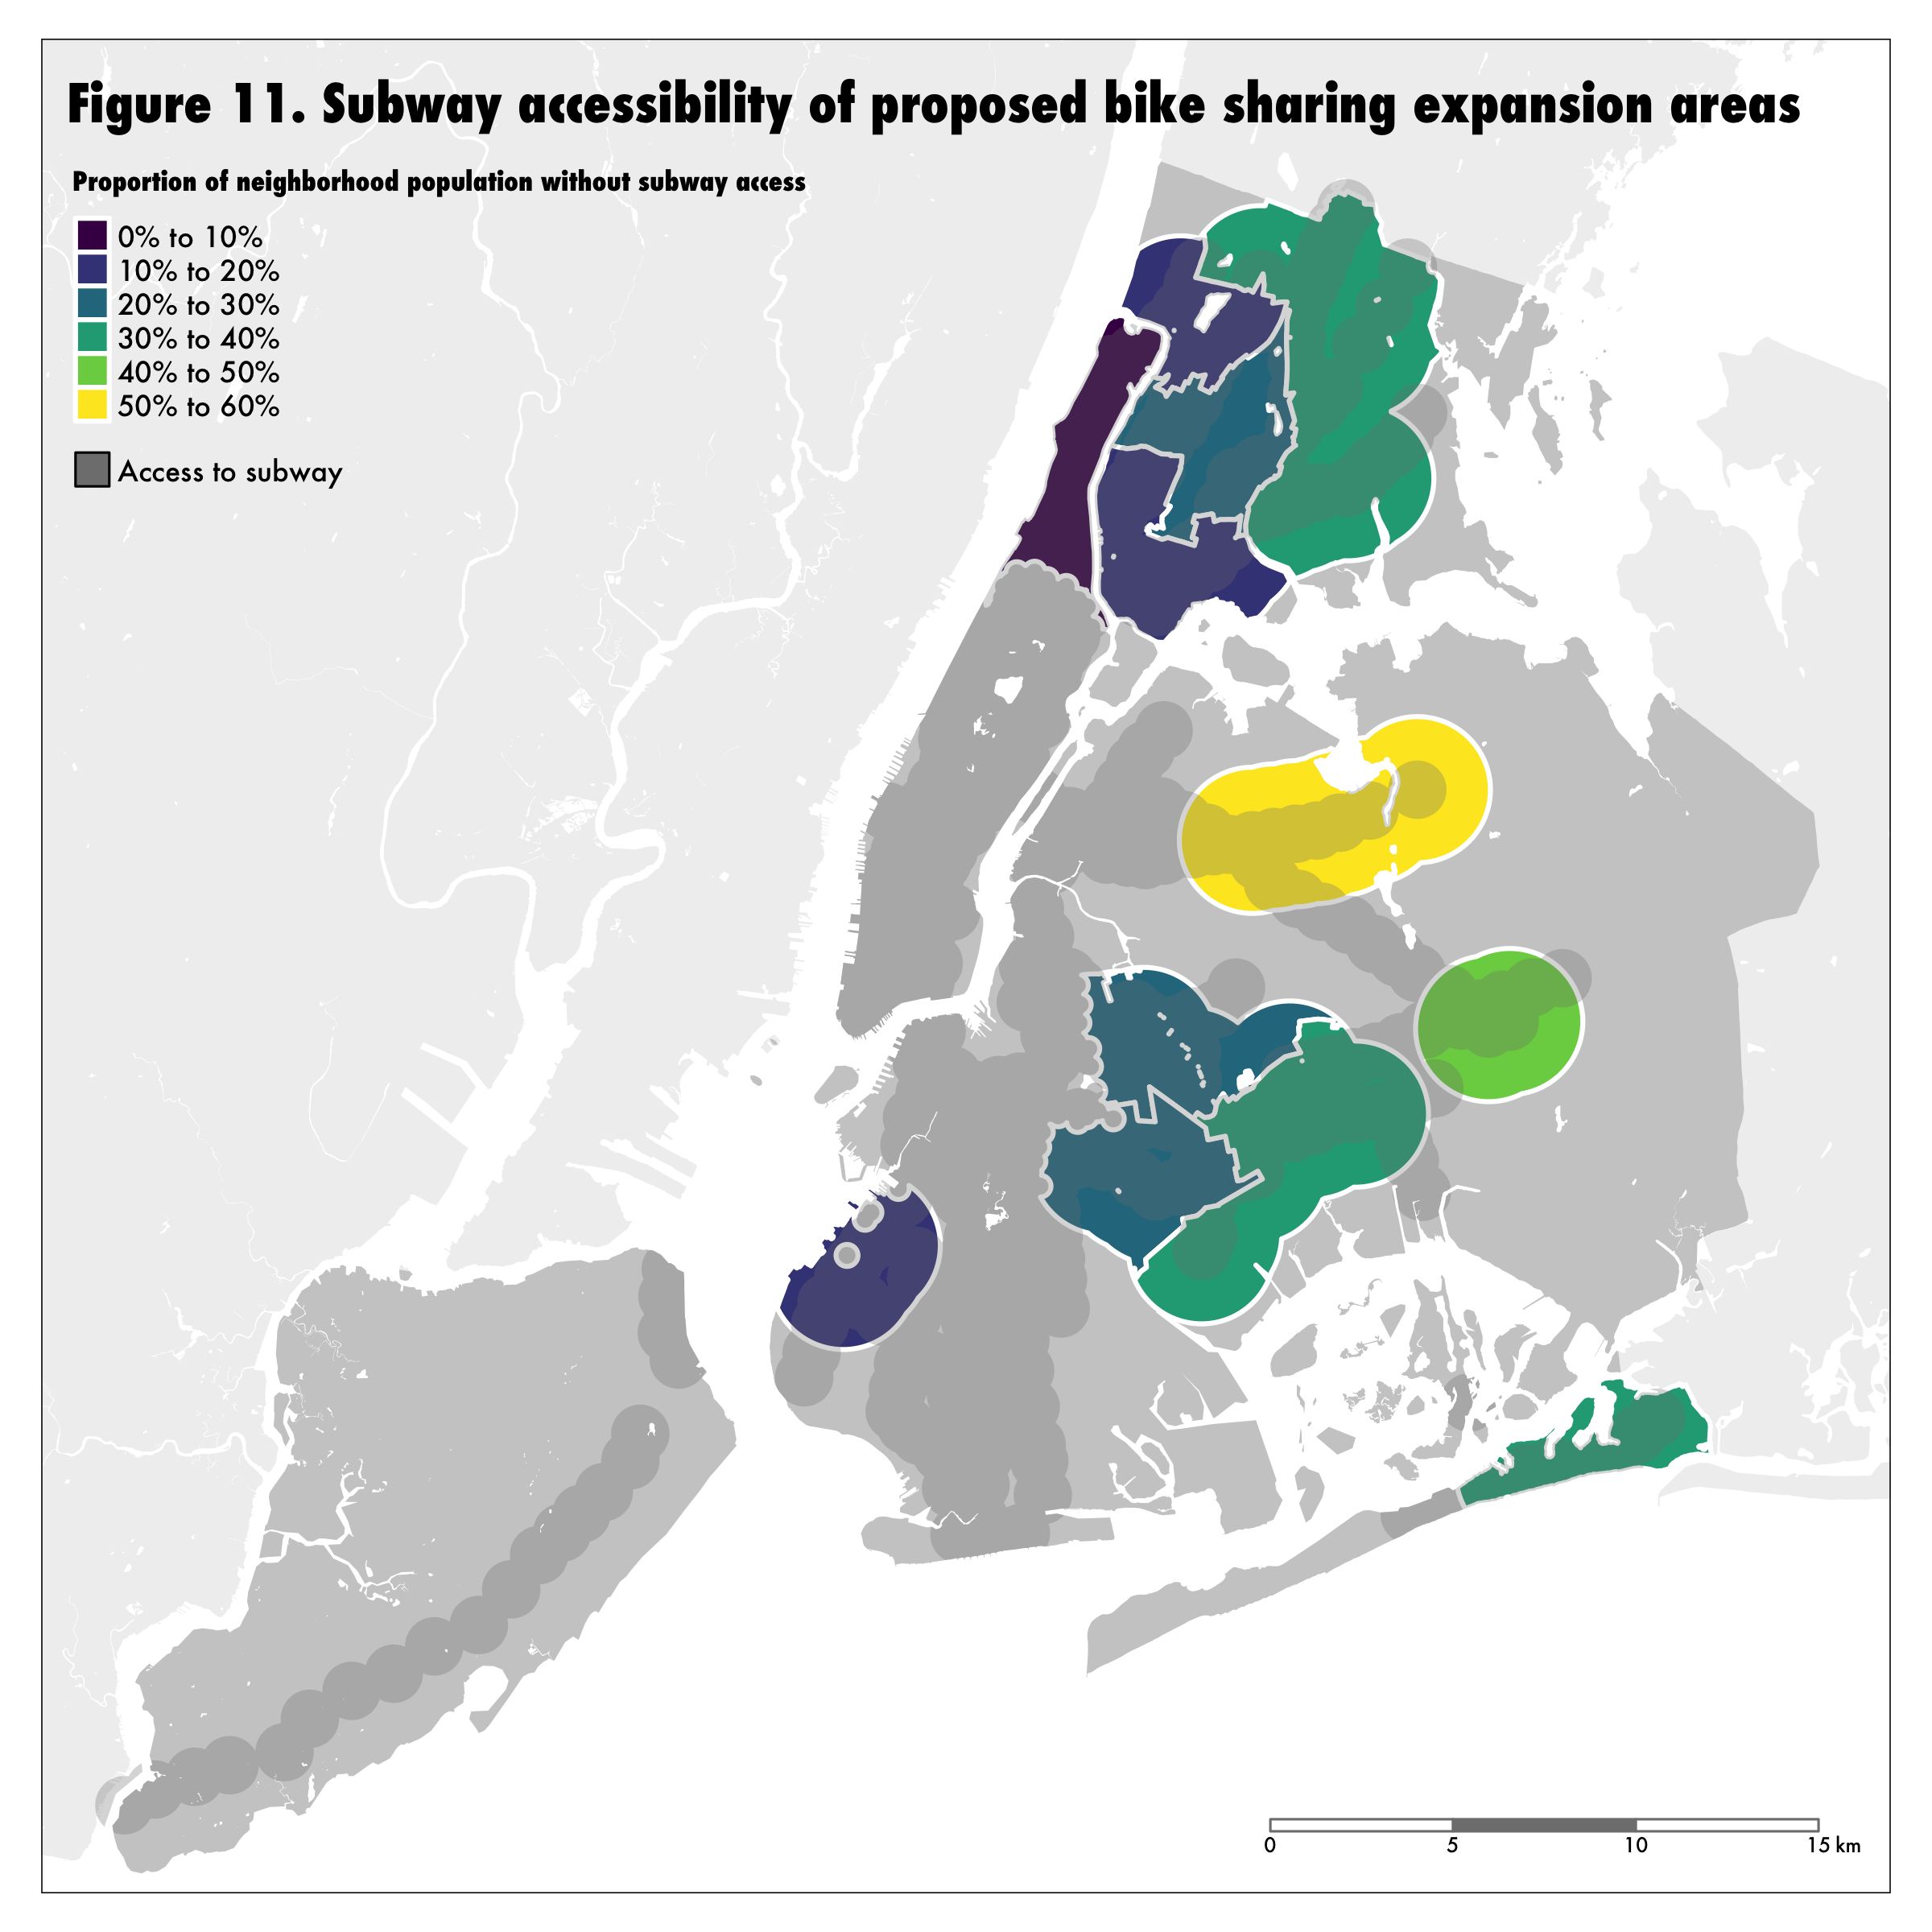 Figure 11. Subway accessibility of proposed bike sharing expansion areas
Proportion of neighborhood population without subway access
0% to 10%
10% to 20%
20% to 30%
30% to 40%
40% to 50%
50% to 60%
Access to subway
0 5 10 15 km